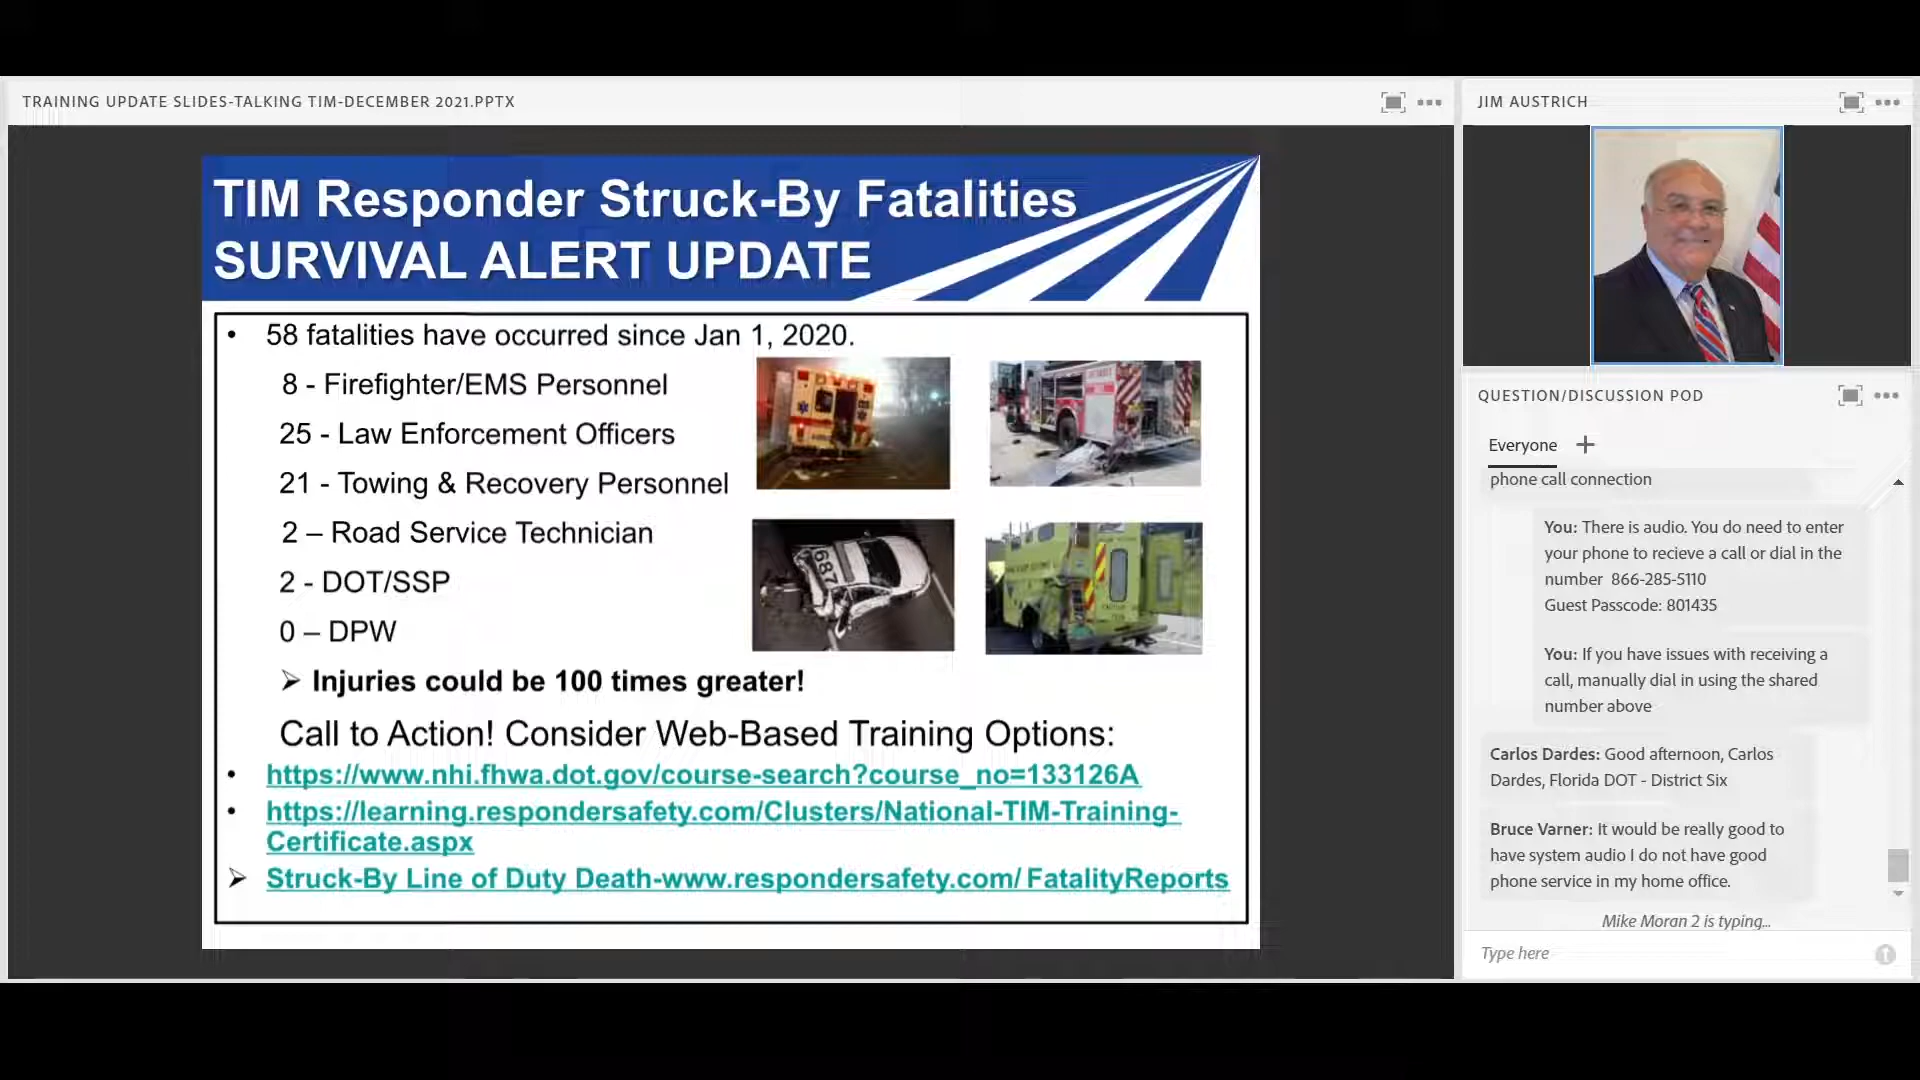 TRAINING UPDATE SLIDES-TALKING TIM-DECEMBER 2021.PPTX
TIM Responder Struck-By Fatalities
SURVIVAL ALERT UPDATE
• 58 fatalities have occurred since Jan 1, 2020.
8 - Firefighter/EMS Personnel
25 - Law Enforcement Officers
21 - Towing & Recovery Personnel
2 – Road Service Technician
2 - DOT/SSP
0 – DPW
➢ Injuries could be 100 times greater!
Call to Action! Consider Web-Based Training Options:
• https://www.nhi.fhwa.dot.gov/course-search?course_no=133126A
• https://learning.respondersafety.com/Clusters/National-TIM-Training-
Certificate.aspx
➢ Struck-By Line of Duty Death-www.respondersafety.com/ FatalityReports
687
JIM AUSTRICH
QUESTION/DISCUSSION POD
Everyone +
phone call connection
You: There is audio. You do need to enter
your phone to recieve a call or dial in the
number 866-285-5110
Guest Passcode: 801435
You: If you have issues with receiving a
call, manually dial in using the shared
number above
Carlos Dardes: Good afternoon, Carlos
Dardes, Florida DOT - District Six
Bruce Varner: It would be really good to
have system audio I do not have good
phone service in my home office.
Mike Moran 2 is typing...
Type here